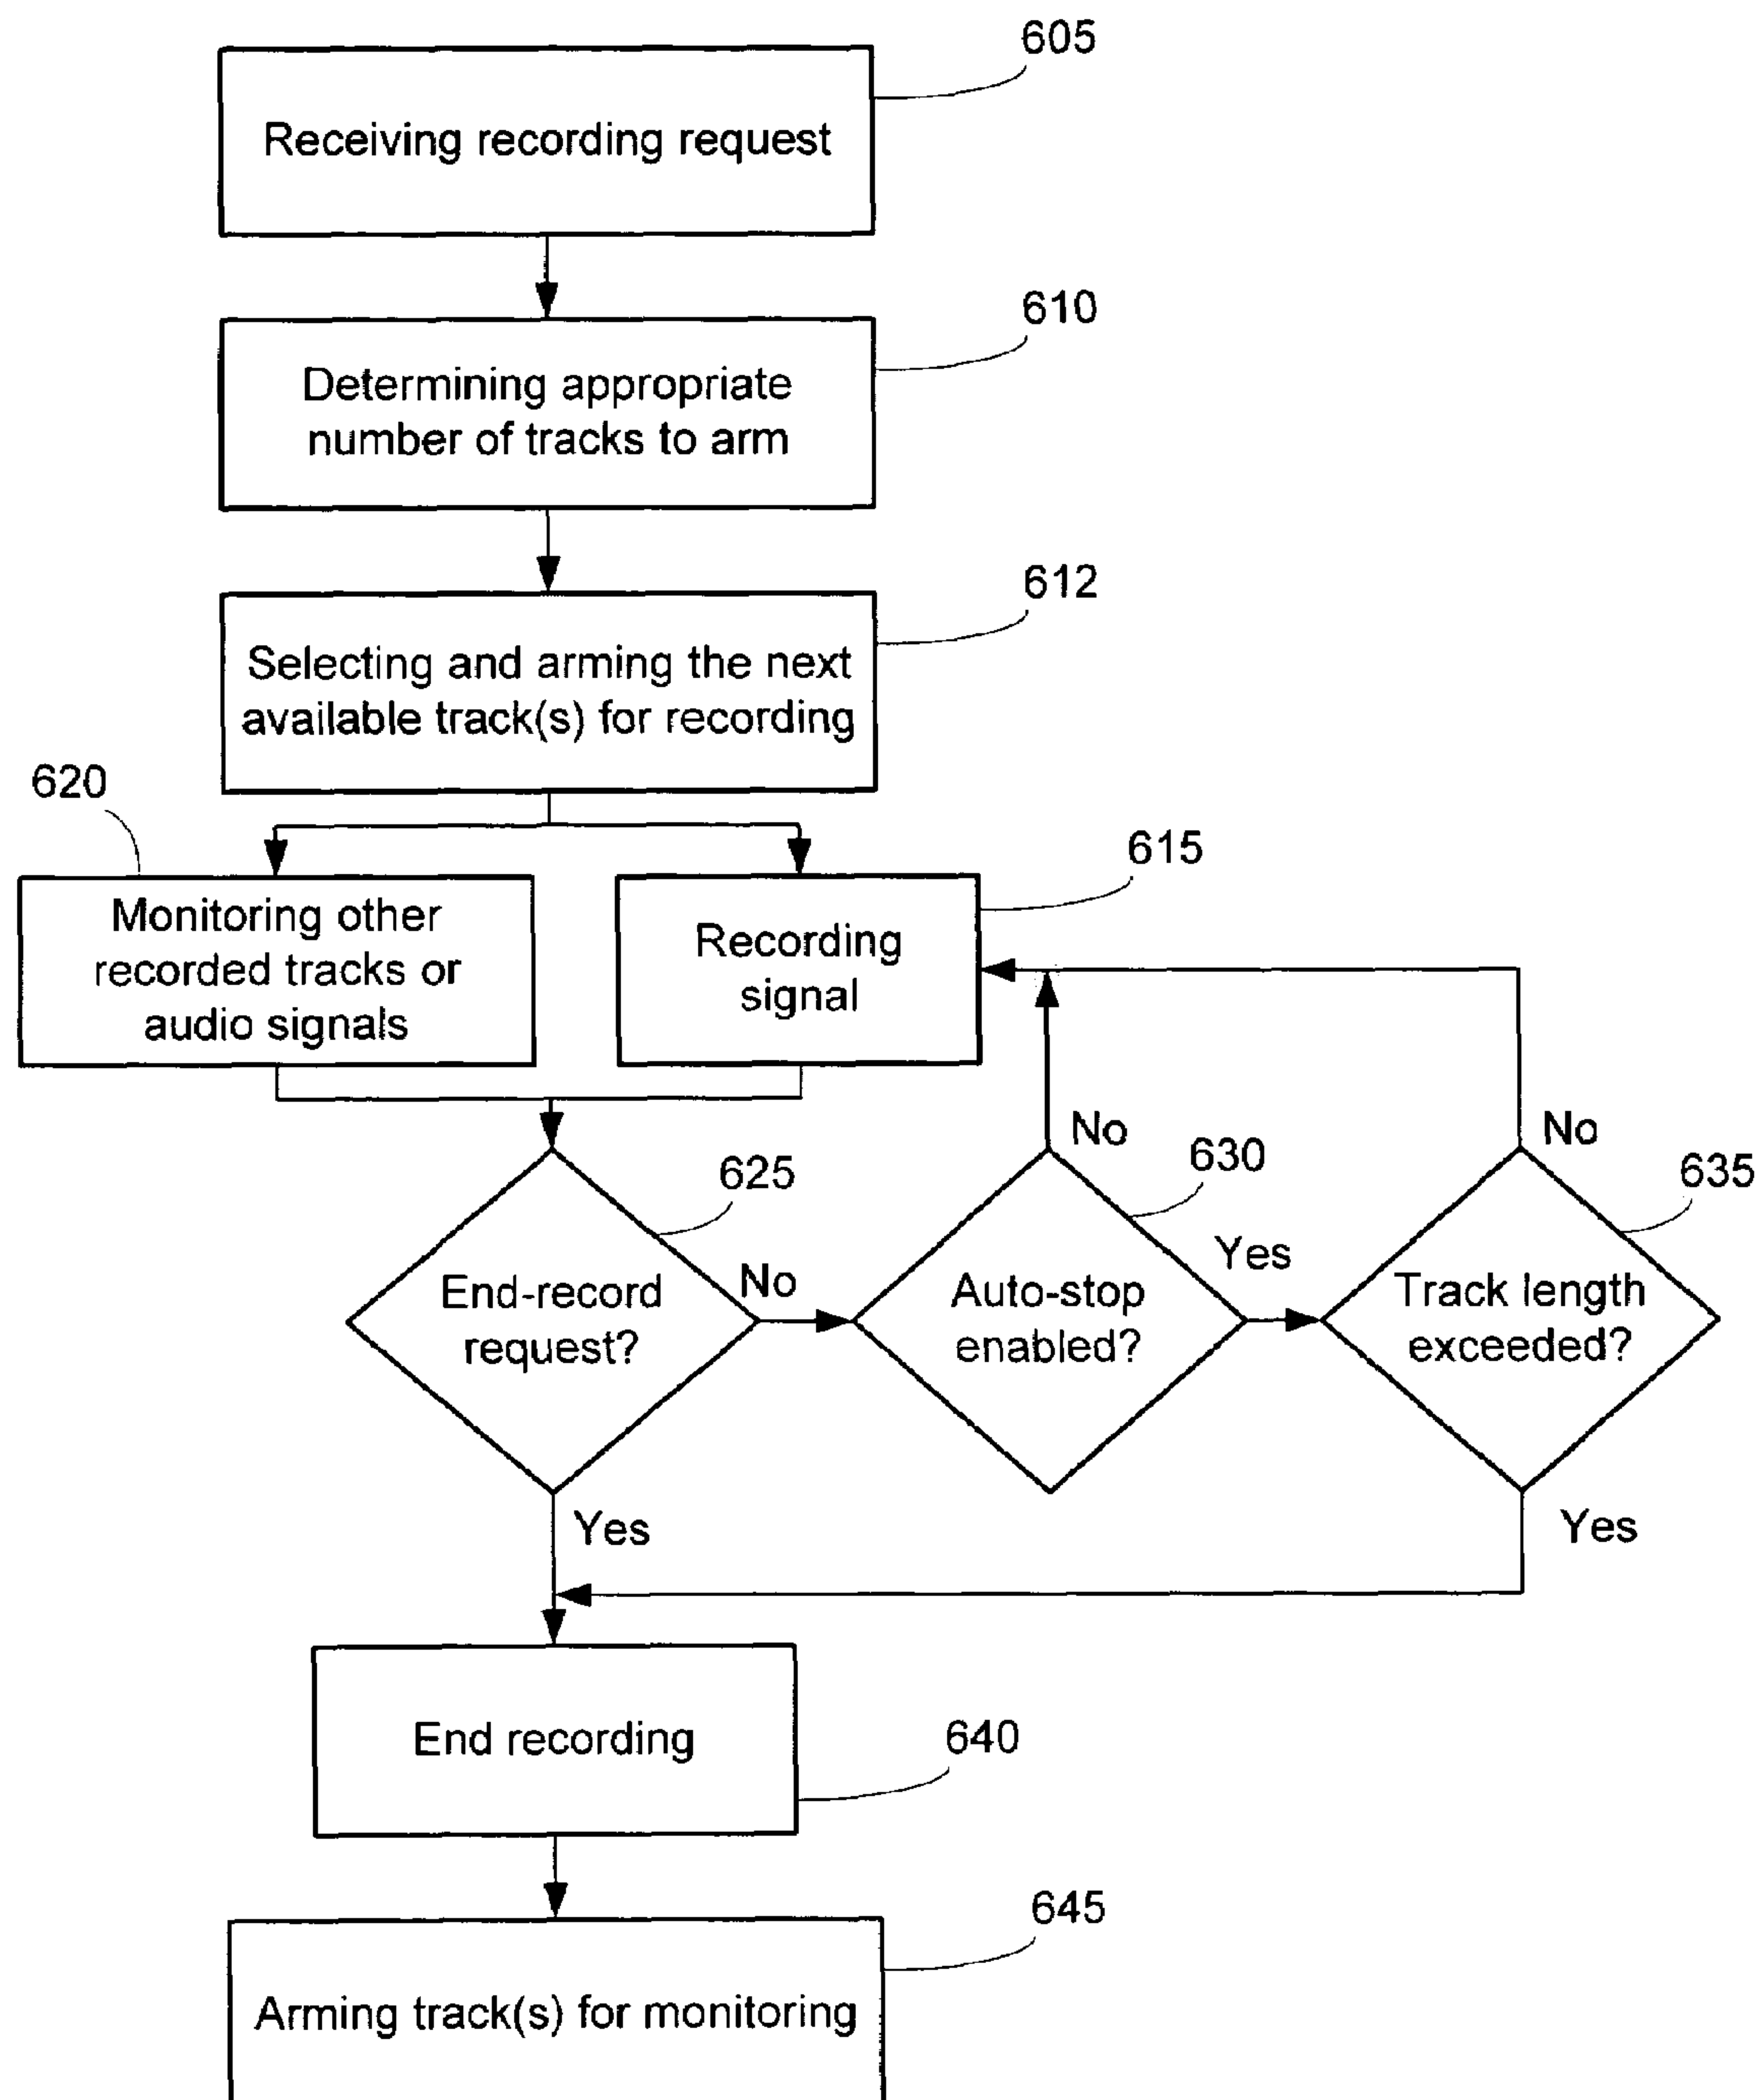 605
Receiving recording request
610
Determining appropriate
number of tracks to arm
612
Selecting and arming the next
available track(s) for recording
620
Monitoring other
recorded tracks or
audio signals
615
Recording
signal
625
End-record
request?
No
Yes
630
Auto-stop
enabled?
No
Yes
635
Track length
exceeded?
No
Yes
End recording
640
645
Arming track(s) for monitoring